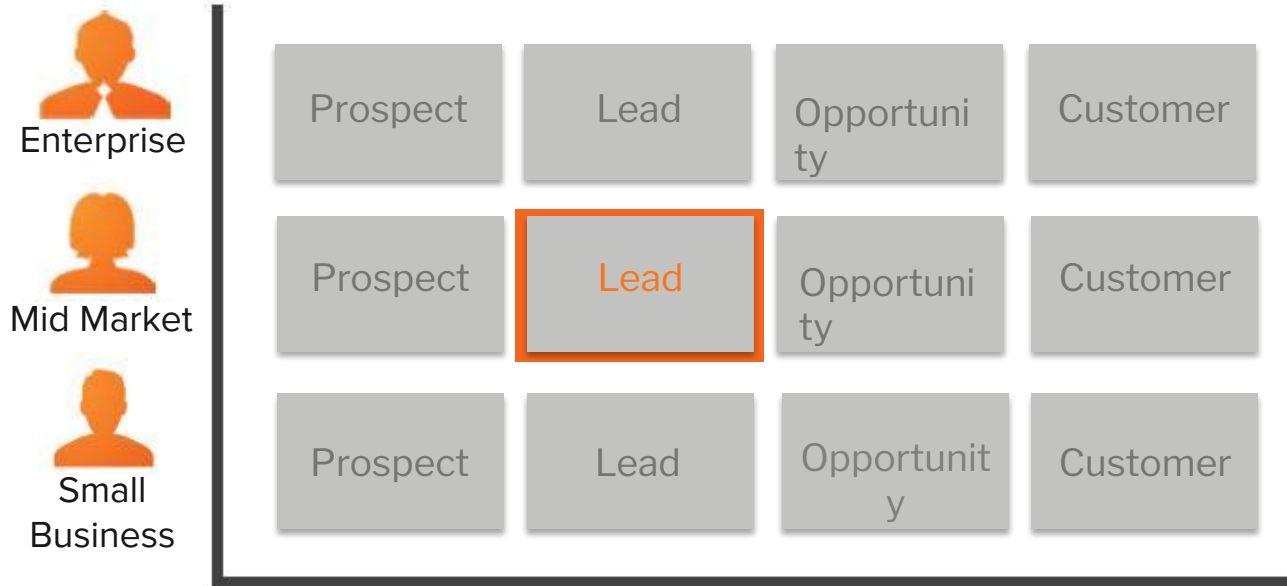 Enterprise
Prospect
Lead
Opportuni
ty
Customer
Mid Market
Prospect
Lead
Opportuni
ty
Customer
Small
Business
Prospect
Lead
Opportunit
y
Customer